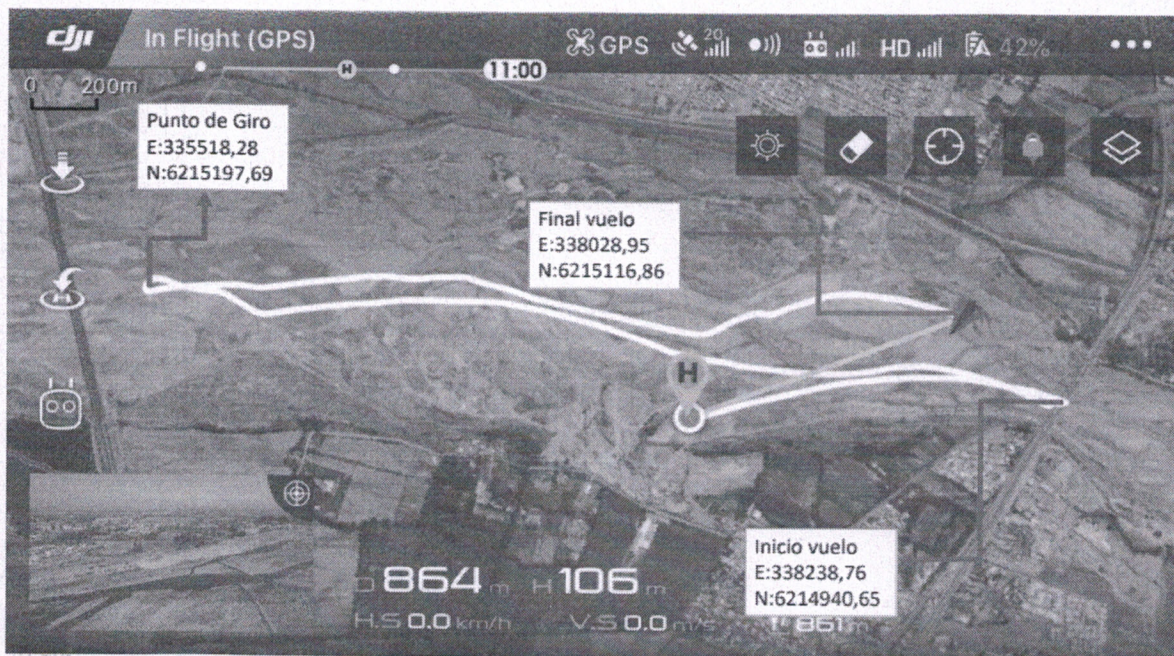 dji
In Flight (GPS)
GPS
20
HD
42%
H
11:00
0 200m
Punto de Giro
E:335518,28
N:6215197,69
Final vuelo
E:338028,95
N:6215116,86
H
H
Inicio vuelo
E:338238,76
N:6214940,65
D 864 m H 106 m
H.S 0.0 km/h V.S 0.0 m/s L 861 m